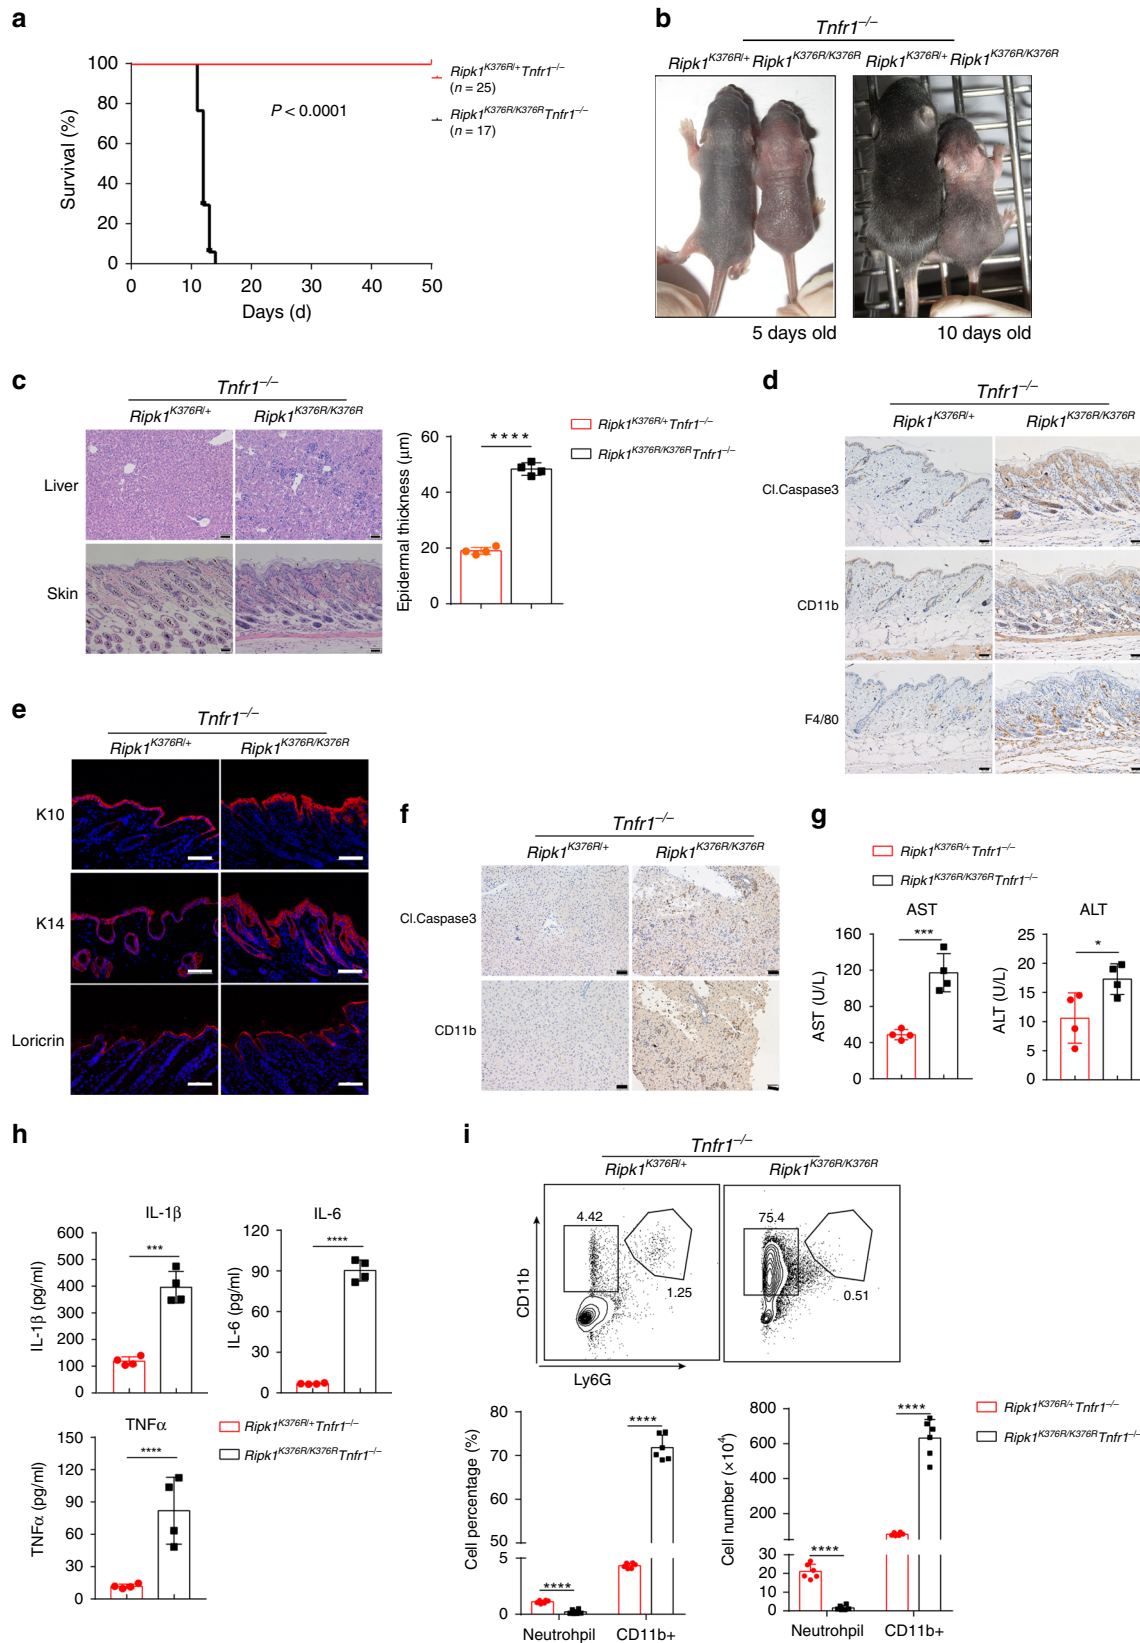 a
Survival (%)
100
80
60
40
20
0
0 10 20 30 40 50
Days (d)
P < 0.0001
Ripk1K376R/+Tnfr1–/–
(n = 25)
Ripk1K376R/K376RTnfr1–/–
(n = 17)
b
Tnfr1–/–
Ripk1K376R/+ Ripk1K376R/K376R Ripk1K376R/+ Ripk1K376R/K376R
5 days old
10 days old
c
Tnfr1–/–
Ripk1K376R/+ Ripk1K376R/K376R
Liver
Skin
Epidermal thickness (μm)
60
40
20
0
****
Ripk1K376R/+Tnfr1–/–
Ripk1K376R/K376RTnfr1–/–
d
Tnfr1–/–
Ripk1K376R/+ Ripk1K376R/K376R
Cl.Caspase3
CD11b
F4/80
e
Tnfr1–/–
Ripk1K376R/+ Ripk1K376R/K376R
K10
K14
Loricrin
f
Tnfr1–/–
Ripk1K376R/+ Ripk1K376R/K376R
Cl.Caspase3
CD11b
g
Ripk1K376R/+Tnfr1–/–
Ripk1K376R/K376RTnfr1–/–
AST
AST (U/L)
160
120
80
40
0
***
ALT
ALT (U/L)
25
20
15
10
5
0
*
h
IL-1β
IL-1β (pg/ml)
600
500
400
300
200
100
0
***
IL-6
IL-6 (pg/ml)
120
90
60
30
0
****
TNFα
TNFα (pg/ml)
150
120
90
60
30
0
****
Ripk1K376R/+Tnfr1–/–
Ripk1K376R/K376RTnfr1–/–
i
Tnfr1–/–
Ripk1K376R/+ Ripk1K376R/K376R
4.42
1.25
75.4
0.51
CD11b
Ly6G
Cell percentage (%)
80
70
60
50
5
0
****
****
Neutrohpil CD11b+
Cell number (×104)
800
600
400
200
30
20
10
0
****
****
Neutrohpil CD11b+
Ripk1K376R/+Tnfr1–/–
Ripk1K376R/K376RTnfr1–/–